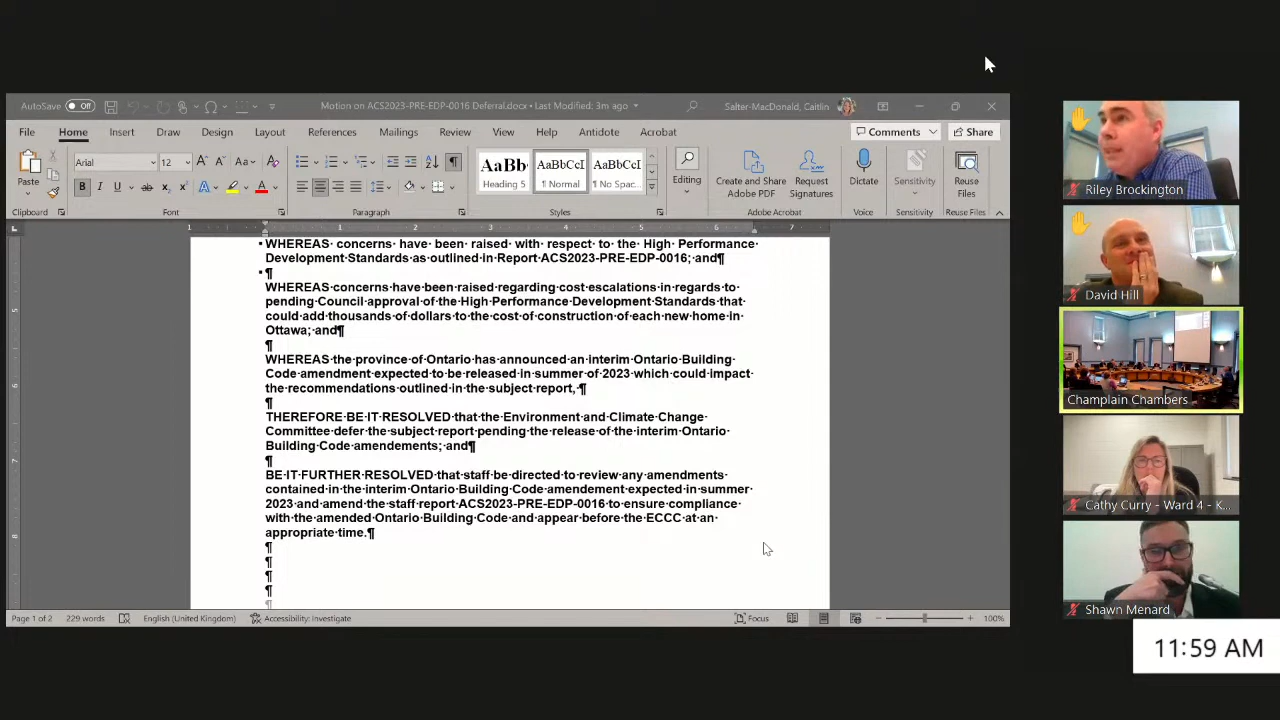 AutoSave Off Motion on ACS2023-PRE-EDP-0016 Deferral.docx • Last Modified: 3m ago Salter-MacDonald, Caitlin
File Home Insert Draw Design Layout References Mailings Review View Help Antidote Acrobat Comments Share
Paste Arial 12 Aa AaBb AaBbCcI AaBbCcI Editing Create and Share Adobe PDF Request Signatures Dictate Sensitivity Reuse Files
Heading 5 ¶ Normal ¶ No Spac...
Clipboard Font Paragraph Styles Adobe Acrobat Voice Sensitivity Reuse Files
1 1 2 3 4 5 6 7
WHEREAS concerns have been raised with respect to the High Performance
Development Standards as outlined in Report ACS2023-PRE-EDP-0016; and¶
¶
WHEREAS concerns have been raised regarding cost escalations in regards to
pending Council approval of the High Performance Development Standards that
could add thousands of dollars to the cost of construction of each new home in
Ottawa; and¶
¶
WHEREAS the province of Ontario has announced an interim Ontario Building
Code amendment expected to be released in summer of 2023 which could impact
the recommendations outlined in the subject report, ¶
¶
THEREFORE BE IT RESOLVED that the Environment and Climate Change
Committee defer the subject report pending the release of the interim Ontario
Building Code amendements; and¶
¶
BE IT FURTHER RESOLVED that staff be directed to review any amendments
contained in the interim Ontario Building Code amendement expected in summer
2023 and amend the staff report ACS2023-PRE-EDP-0016 to ensure compliance
with the amended Ontario Building Code and appear before the ECCC at an
appropriate time.¶
¶
¶
¶
¶
¶
5
6
7
8
Page 1 of 2 229 words English (United Kingdom) Accessibility: Investigate Focus 100%
Riley Brockington
David Hill
Champlain Chambers
Cathy Curry - Ward 4 - K...
Shawn Menard
11:59 AM